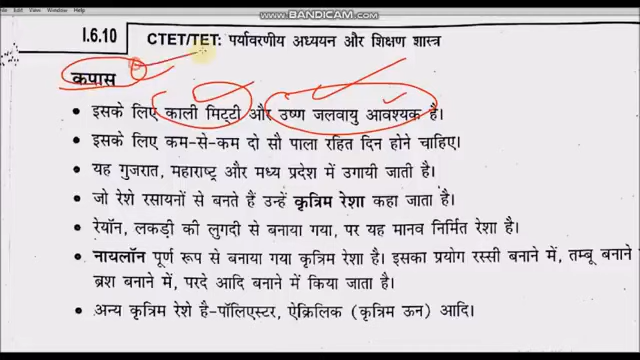 www.BANDICAM.com
I.6.10
CTET/TET: पर्यावरणीय अध्ययन और शिक्षण शास्त्र
कपास
• इसके लिए काली मिट्टी और उष्ण जलवायु आवश्यक है।
• इसके लिए कम-से-कम दो सौ पाला रहित दिन होने चाहिए।
• यह गुजरात, महाराष्ट्र और मध्य प्रदेश में उगायी जाती है।
• जो रेशे रसायनों से बनते हैं उन्हें कृत्रिम रेशा कहा जाता है।
• रेयॉन, लकड़ी की लुगदी से बनाया गया, पर यह मानव निर्मित रेशा है।
• नायलॉन पूर्ण रूप से बनाया गया कृत्रिम रेशा है। इसका प्रयोग रस्सी बनाने में, तम्बू बनाने
ब्रश बनाने में, परदे आदि बनाने में किया जाता है।
• अन्य कृत्रिम रेशे है-पॉलिएस्टर, ऐक्रिलिक (कृत्रिम ऊन) आदि।